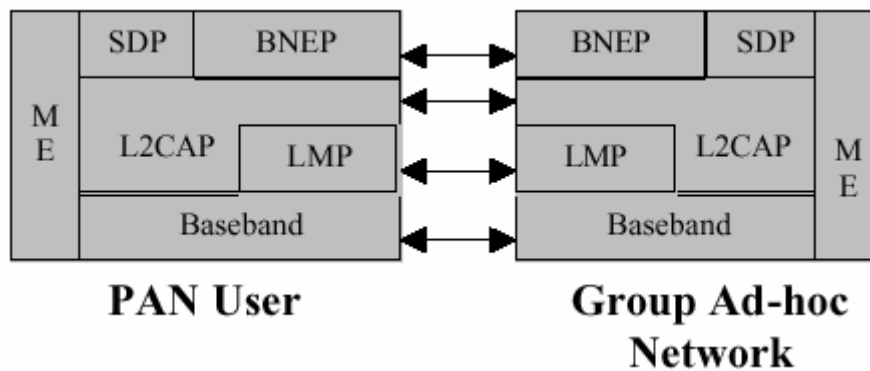 SDP BNEP BNEP SDP
M
E
L2CAP LMP LMP L2CAP
M
E
Baseband Baseband
PAN User Group Ad-hoc
Network